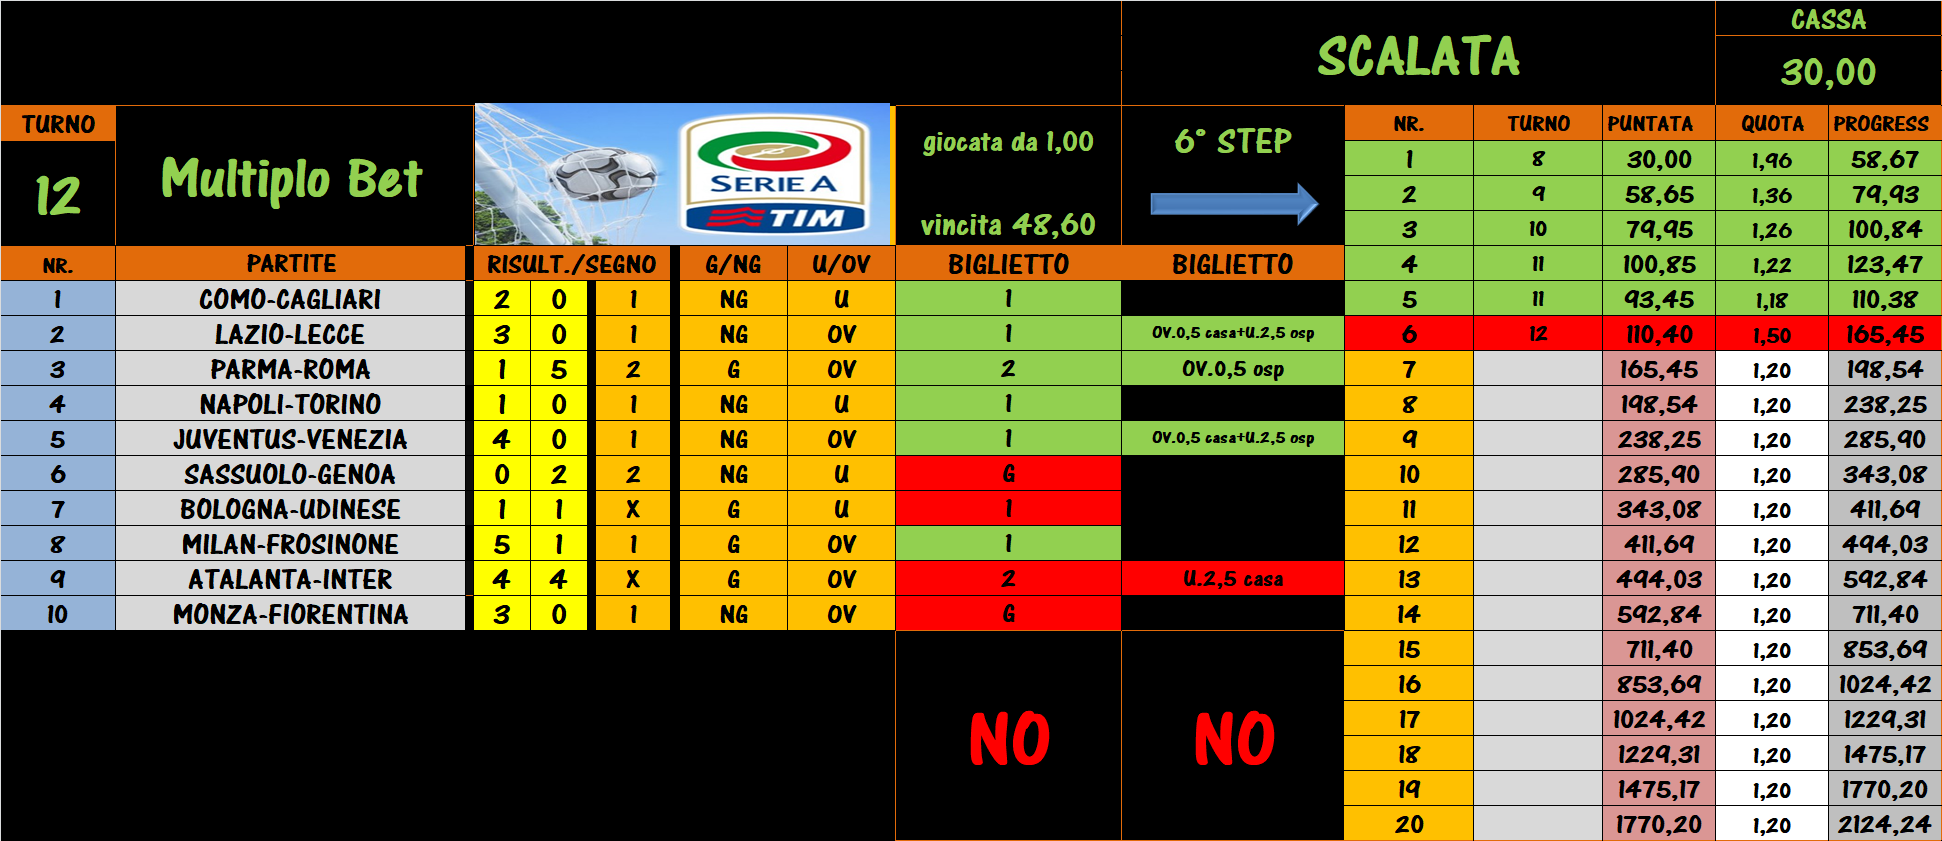 CASSA
SCALATA
30,00
TURNO
12
Multiplo Bet
SERIE A
TIM
giocata da 1,00
vincita 48,60
6° STEP
NR. TURNO PUNTATA QUOTA PROGRESS
1 8 30,00 1,96 58,67
2 9 58,65 1,36 79,93
3 10 79,95 1,26 100,84
4 11 100,85 1,22 123,47
5 11 93,45 1,18 110,38
6 12 110,40 1,50 165,45
7 165,45 1,20 198,54
8 198,54 1,20 238,25
9 238,25 1,20 285,90
10 285,90 1,20 343,08
11 343,08 1,20 411,69
12 411,69 1,20 494,03
13 494,03 1,20 592,84
14 592,84 1,20 711,40
15 711,40 1,20 853,69
16 853,69 1,20 1024,42
17 1024,42 1,20 1229,31
18 1229,31 1,20 1475,17
19 1475,17 1,20 1770,20
20 1770,20 1,20 2124,24
NR. PARTITE RISULT./SEGNO G/NG U/OV BIGLIETTO BIGLIETTO
1 COMO-CAGLIARI 2 0 1 NG U 1
2 LAZIO-LECCE 3 0 1 NG OV 1 OV.0,5 casa+U.2,5 osp
3 PARMA-ROMA 1 5 2 G OV 2 OV.0,5 osp
4 NAPOLI-TORINO 1 0 1 NG U 1
5 JUVENTUS-VENEZIA 4 0 1 NG OV 1 OV.0,5 casa+U.2,5 osp
6 SASSUOLO-GENOA 0 2 2 NG U G
7 BOLOGNA-UDINESE 1 1 X G U 1
8 MILAN-FROSINONE 5 1 1 G OV 1
9 ATALANTA-INTER 4 4 X G OV 2 U.2,5 casa
10 MONZA-FIORENTINA 3 0 1 NG OV G
NO NO